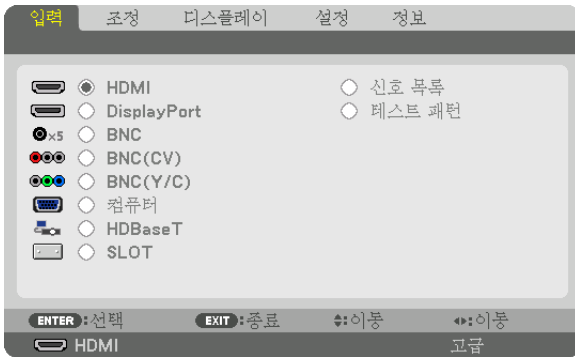 입력 조정 디스플레이 설정 정보
HDMI 신호 목록
DisplayPort 테스트 패턴
×5 BNC
BNC(CV)
BNC(Y/C)
컴퓨터
HDBaseT
SLOT
ENTER:선택 EXIT:종료 :이동 :이동
HDMI 고급